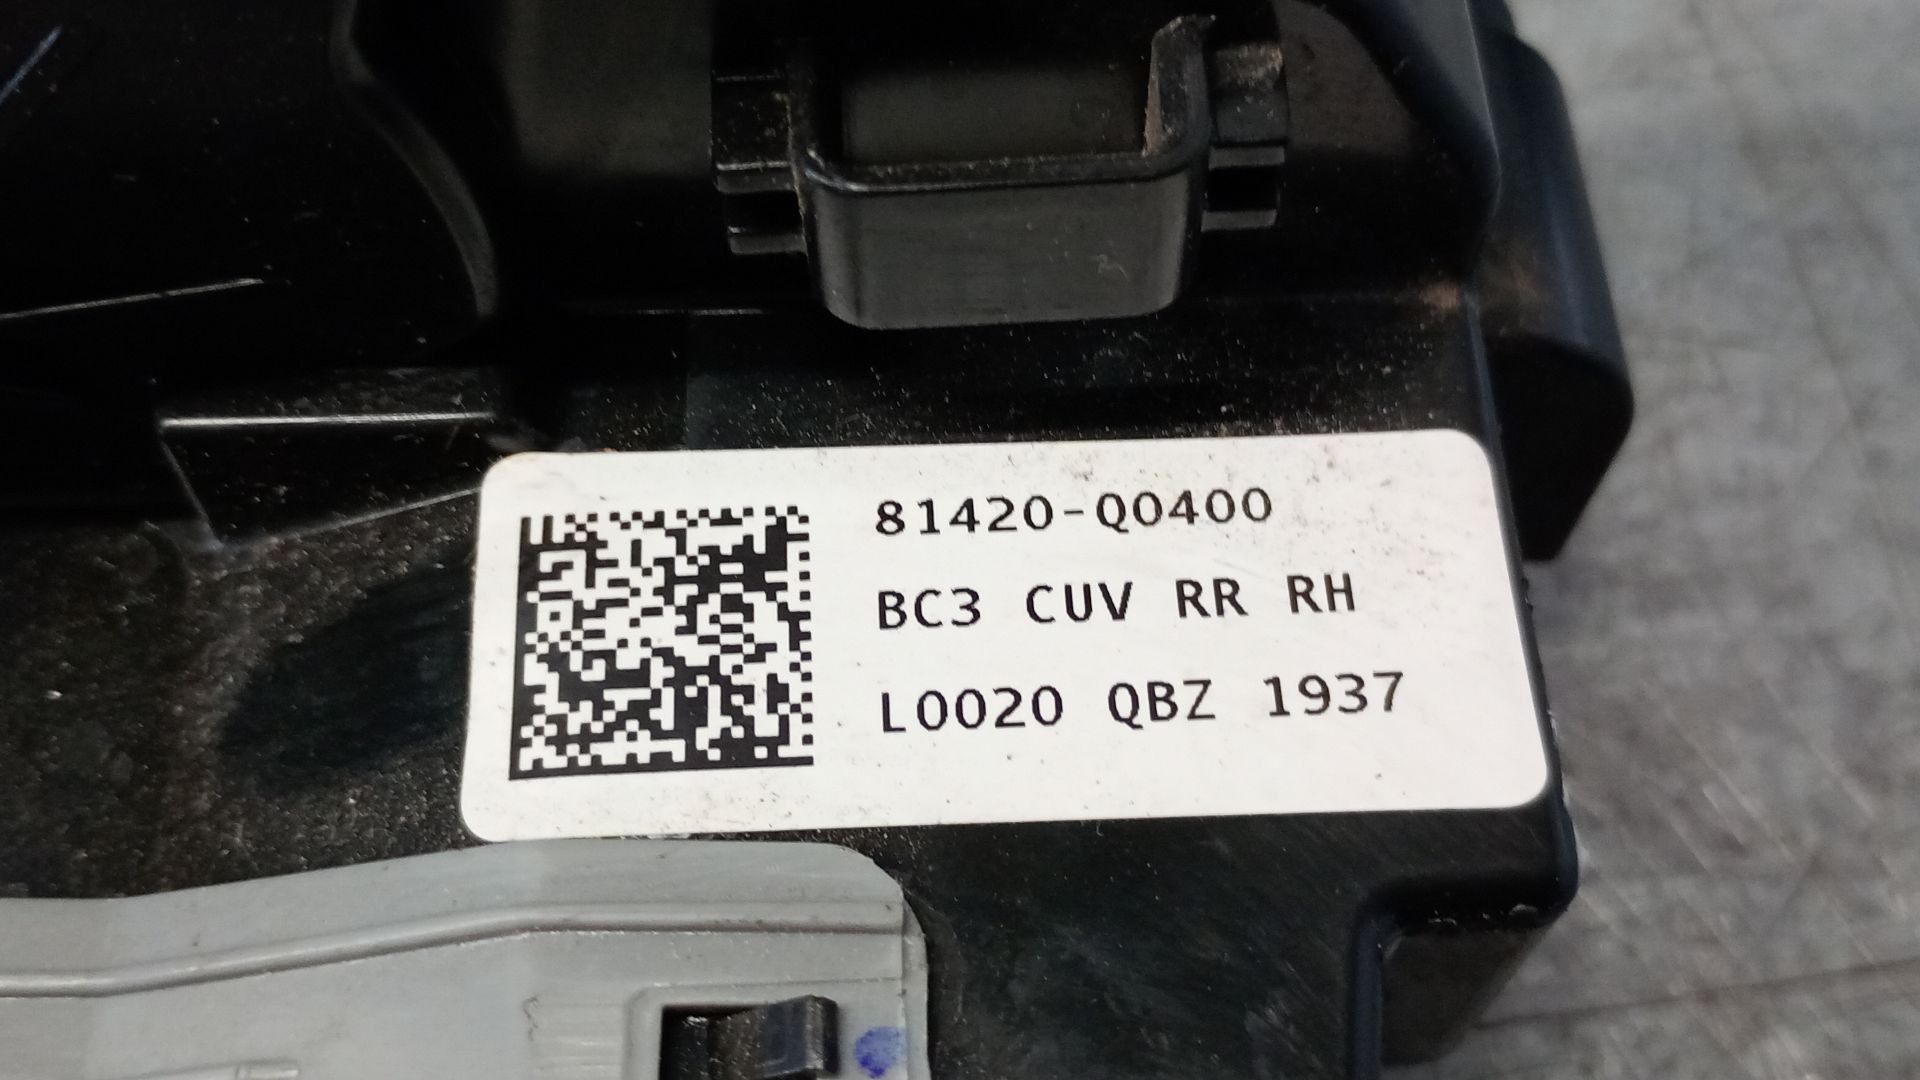 81420-Q0400
BC3 CUV RR RH
L0020 QBZ 1937